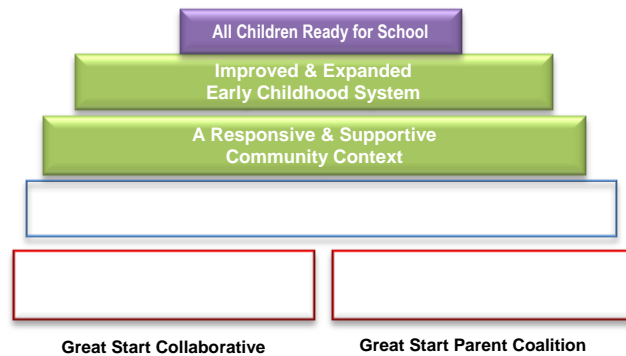 All Children Ready for School
Improved & Expanded
Early Childhood System
A Responsive & Supportive
Community Context
Great Start Collaborative
Great Start Parent Coalition